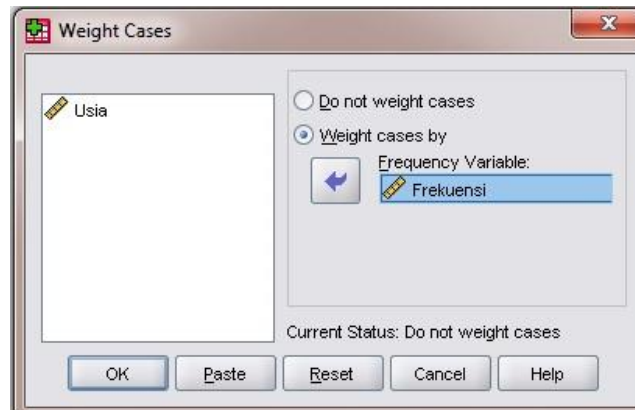 Weight Cases
Usia
Do not weight cases
Weight cases by
Frequency Variable:
Frekuensi
Current Status: Do not weight cases
OK Paste Reset Cancel Help